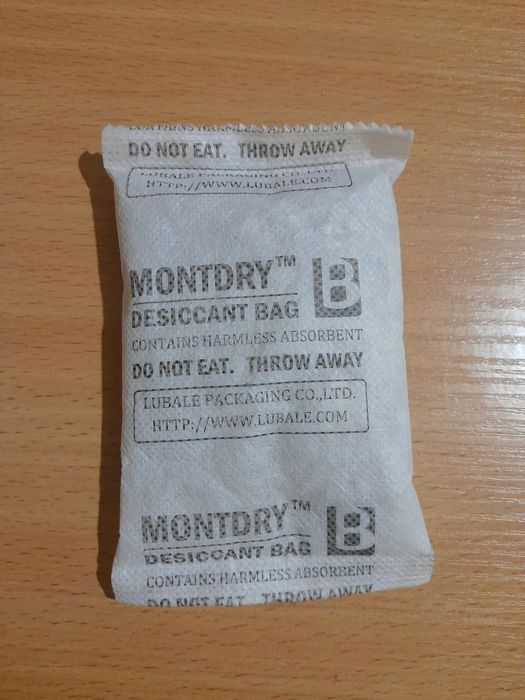 CONTAINS HARMLESS ABSORBENT
DO NOT EAT. THROW AWAY
LUBALE PACKAGING CO.,LTD.
HTTP://WWW.LUBALE.COM
MONTDRY™ B
DESICCANT BAG
CONTAINS HARMLESS ABSORBENT
DO NOT EAT. THROW AWAY
LUBALE PACKAGING CO.,LTD.
HTTP://WWW.LUBALE.COM
MONTDRY™ B
DESICCANT BAG
CONTAINS HARMLESS ABSORBENT
DO NOT EAT. THROW AWAY